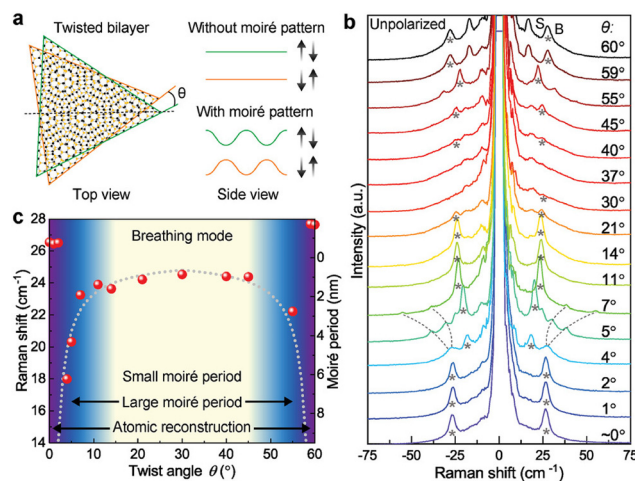 a
Twisted bilayer
θ
Top view
Without moiré pattern
With moiré pattern
Side view
b
Unpolarized
S
B
θ:
60°
59°
55°
45°
40°
37°
30°
21°
14°
11°
7°
5°
4°
2°
1°
~0°
Intensity (a.u.)
-75 -50 -25 0 25 50 75
Raman shift (cm⁻¹)
c
Breathing mode
Small moiré period
Large moiré period
Atomic reconstruction
28
26
24
22
20
18
16
14
Raman shift (cm⁻¹)
0
2
4
6
8
Moiré period (nm)
0 10 20 30 40 50 60
Twist angle θ (°)